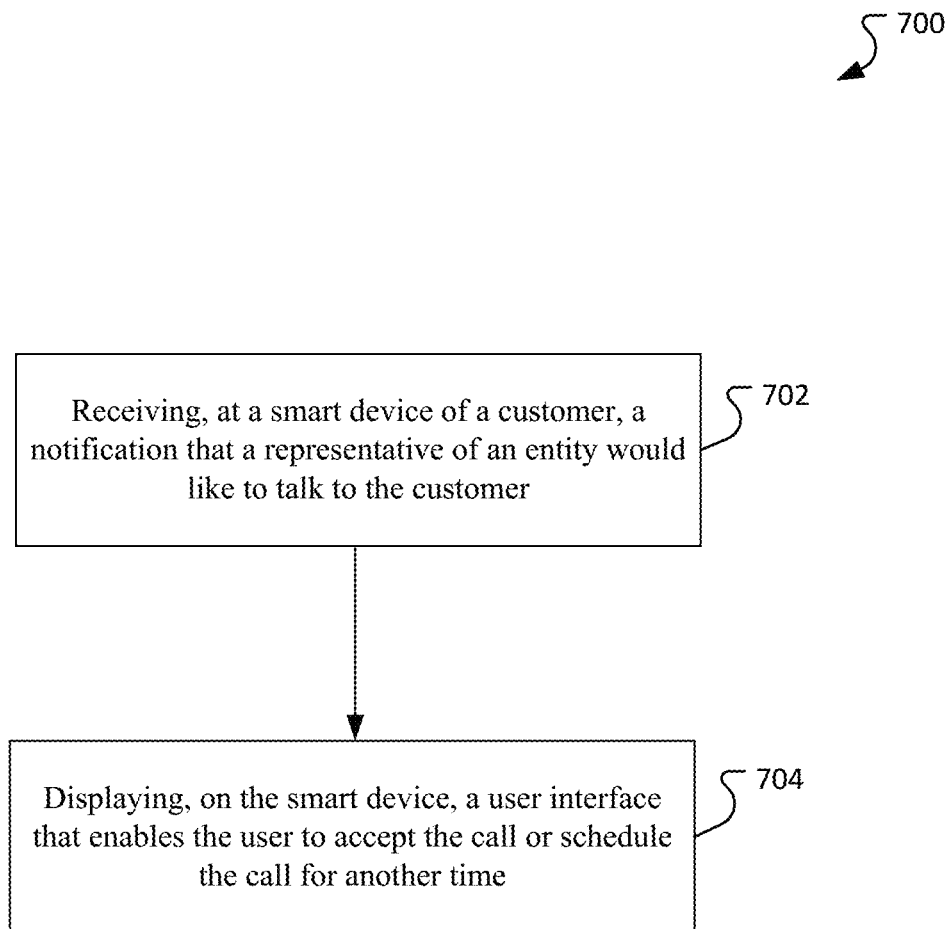 700
Receiving, at a smart device of a customer, a
notification that a representative of an entity would
like to talk to the customer
702
Displaying, on the smart device, a user interface
that enables the user to accept the call or schedule
the call for another time
704